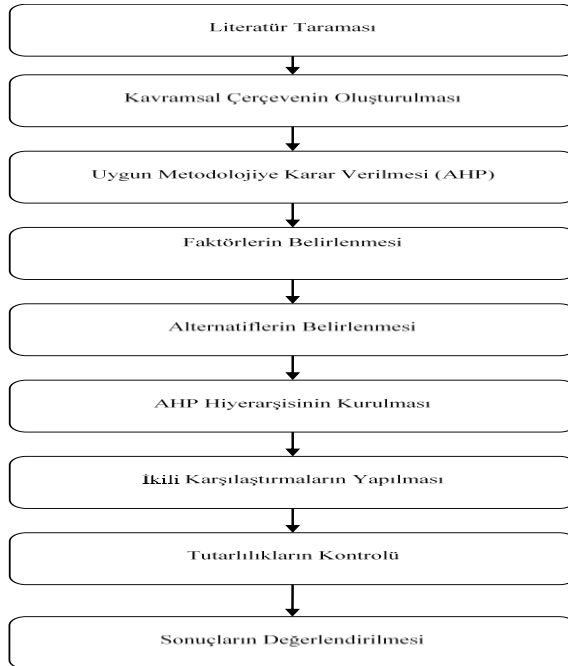 Literatür Taraması
Kavramsal Çerçevenin Oluşturulması
Uygun Metodolojiye Karar Verilmesi (AHP)
Faktörlerin Belirlenmesi
Alternatiflerin Belirlenmesi
AHP Hiyerarşisinin Kurulması
İkili Karşılaştırmaların Yapılması
Tutarlılıkların Kontrolü
Sonuçların Değerlendirilmesi